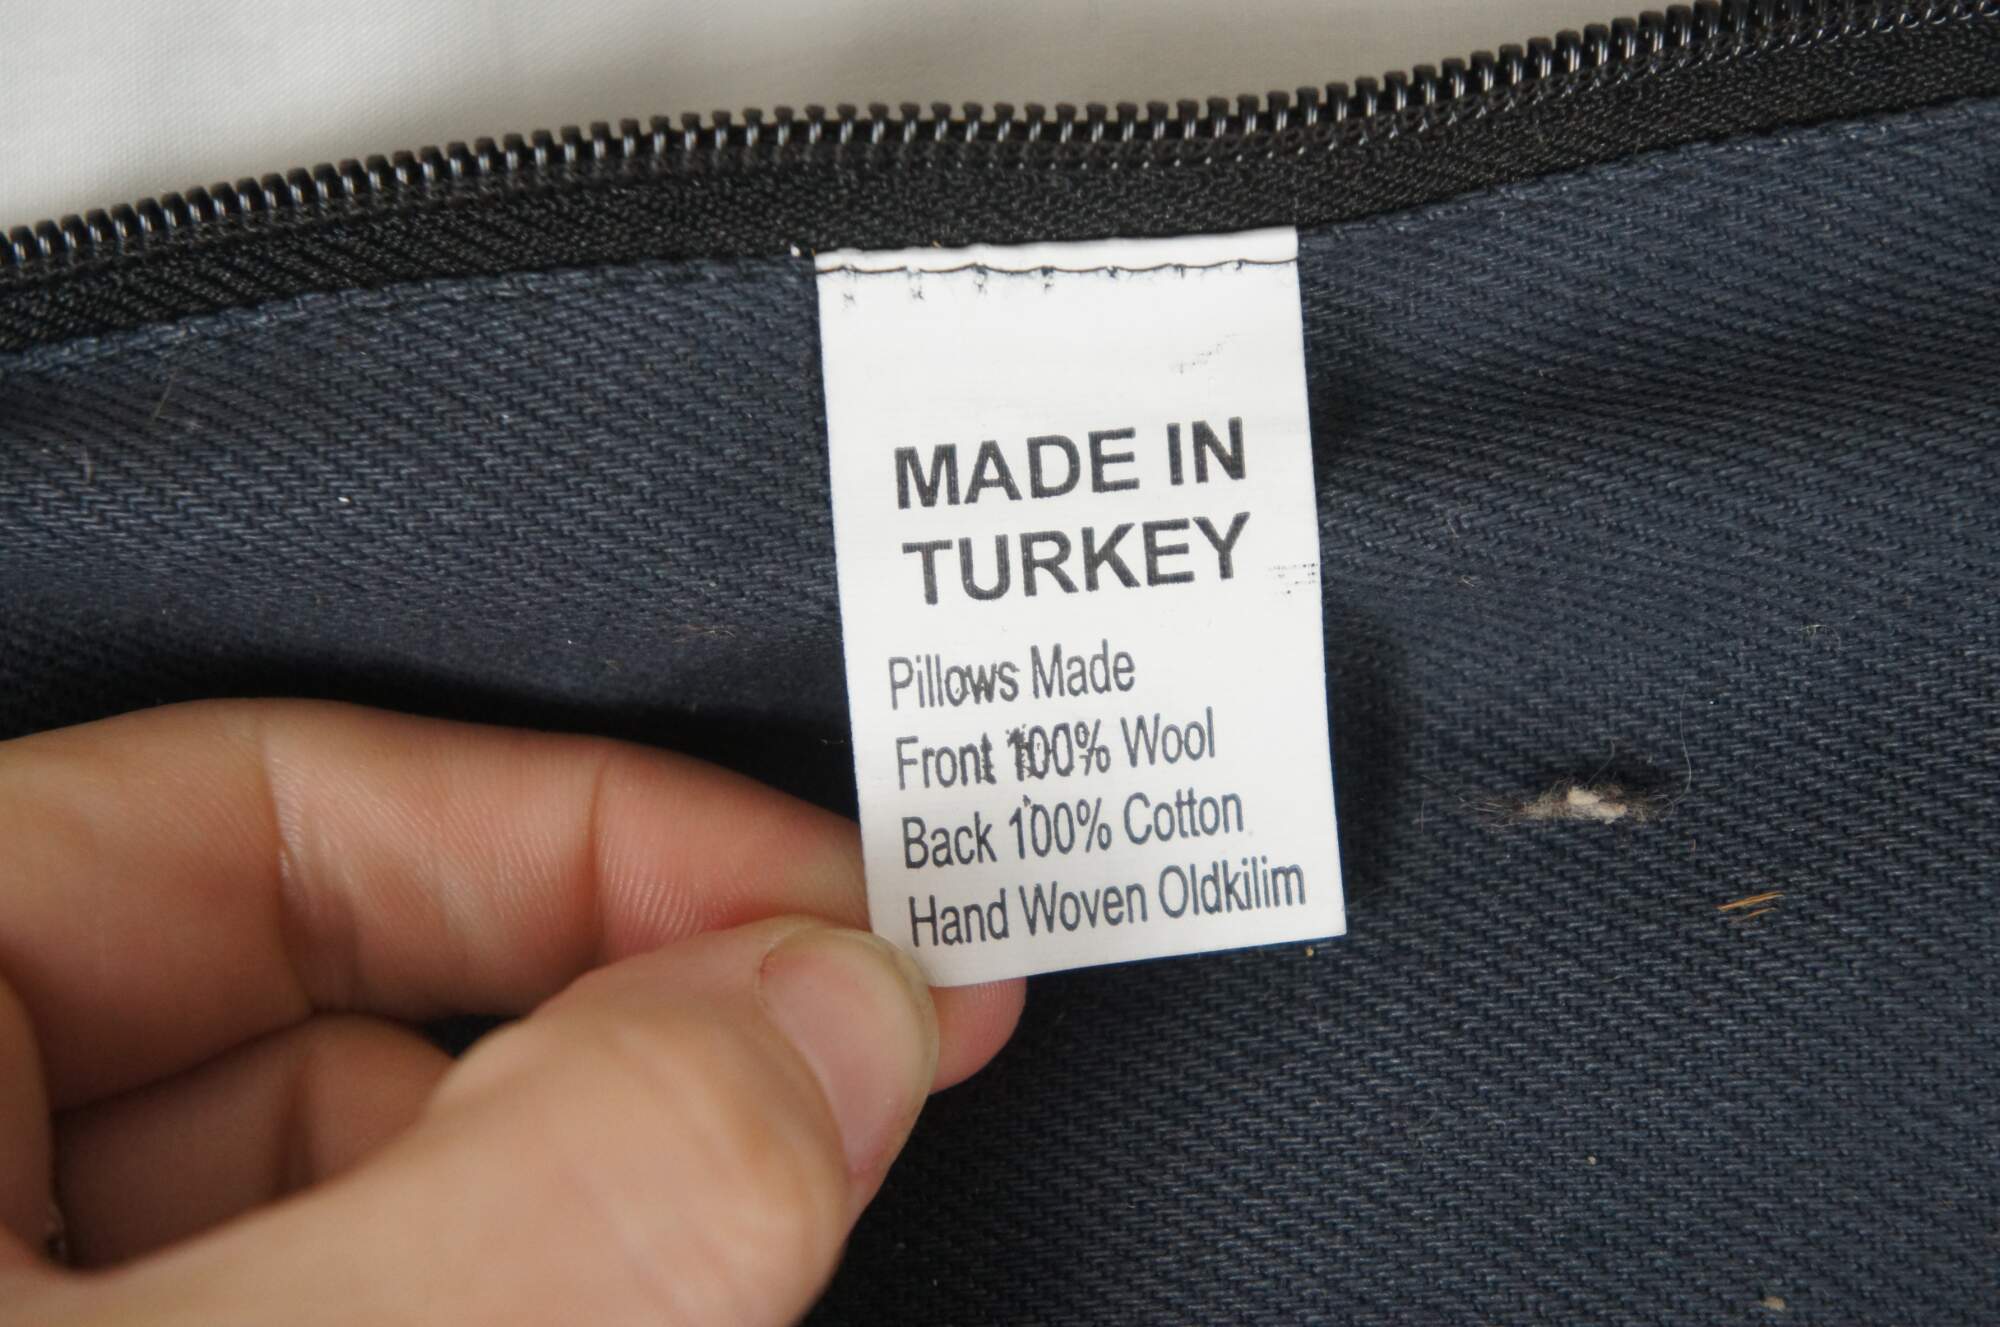 MADE IN
TURKEY
Pillows Made
Front 100% Wool
Back 100% Cotton
Hand Woven Oldkilim